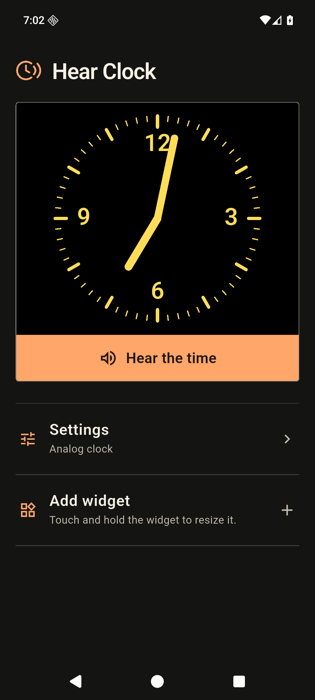 7:02
Hear Clock
12
9 3
6
Hear the time
Settings
Analog clock
Add widget
Touch and hold the widget to resize it.